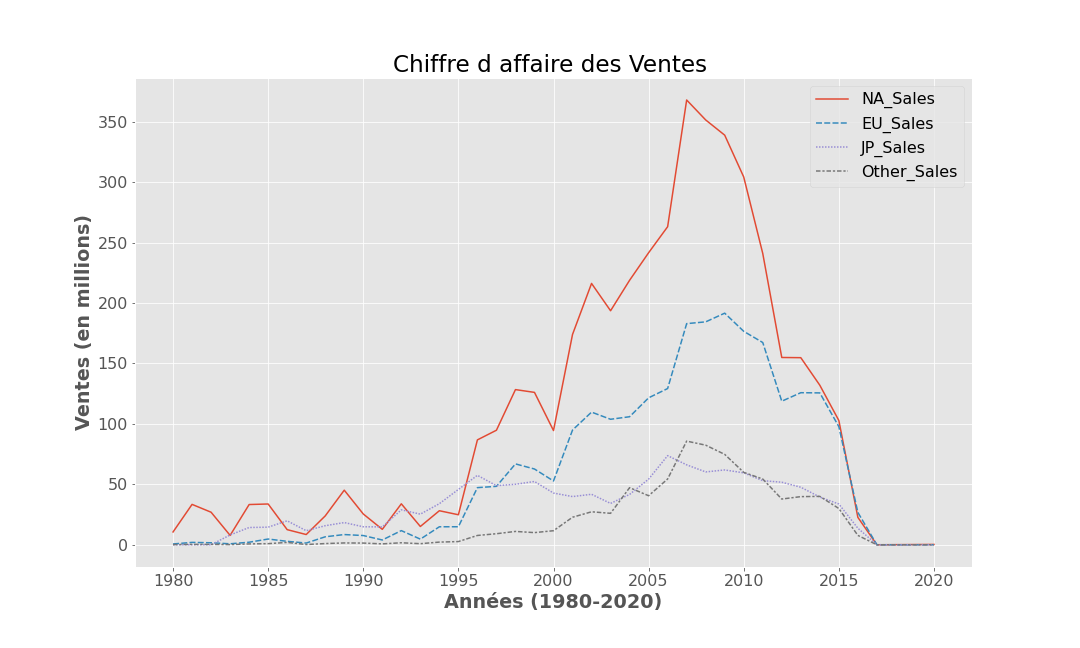 Chiffre d affaire des Ventes
NA_Sales
EU_Sales
JP_Sales
Other_Sales
Ventes (en millions)
350
300
250
200
150
100
50
0
1980 1985 1990 1995 2000 2005 2010 2015 2020
Années (1980-2020)